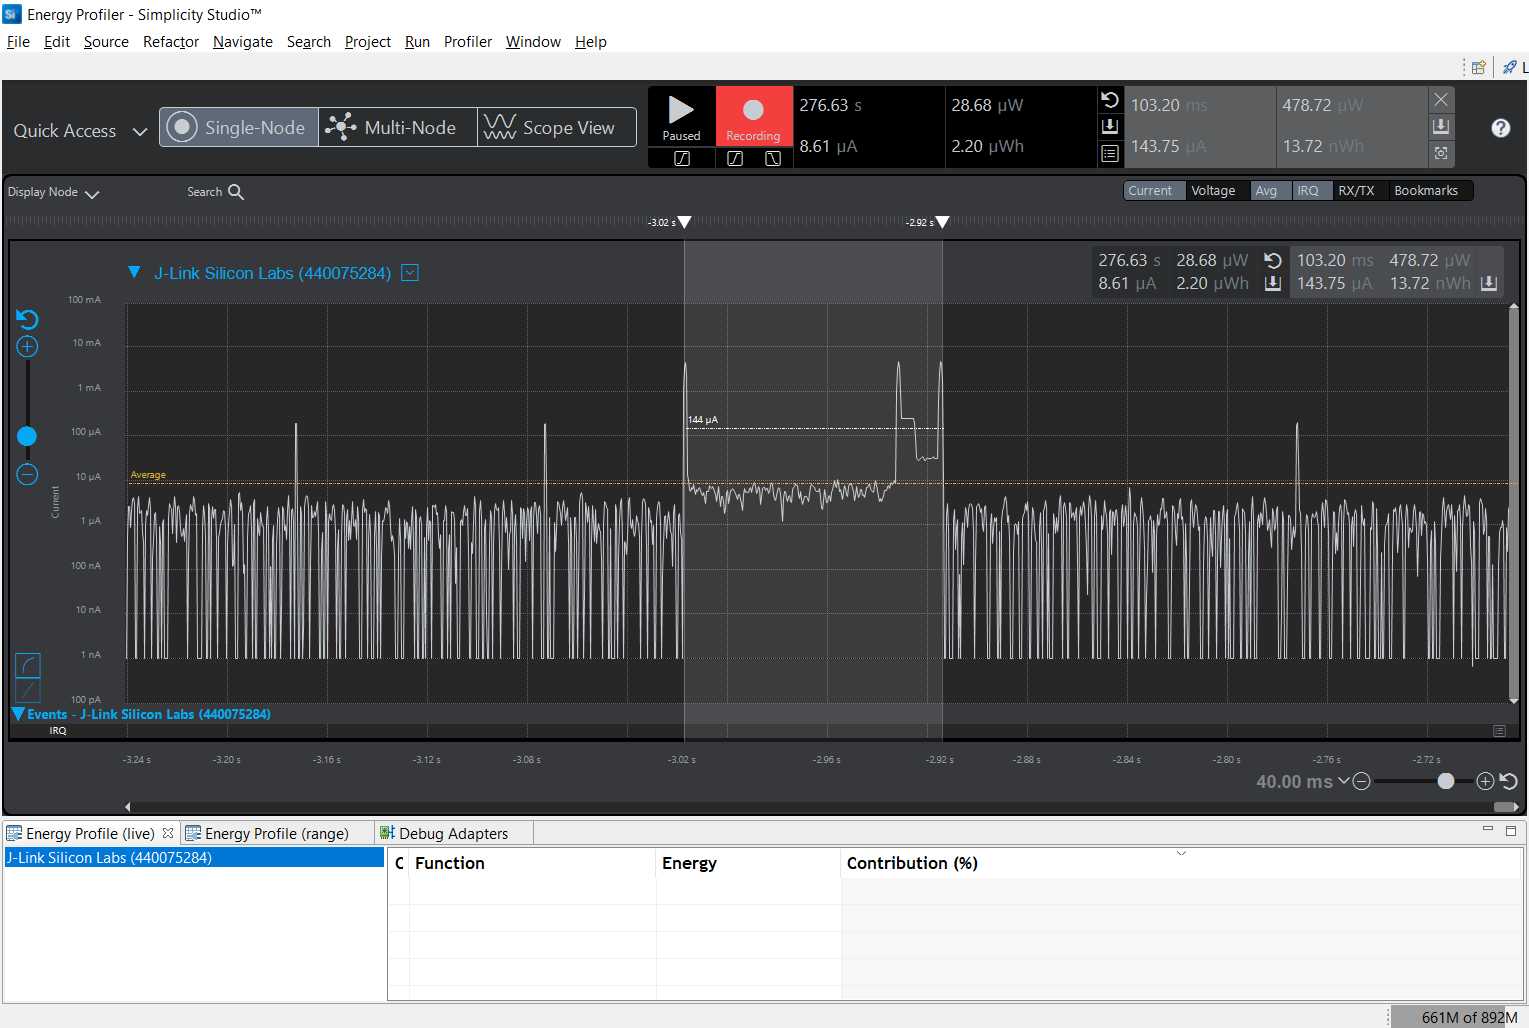 Energy Profiler - Simplicity Studio™
File Edit Source Refactor Navigate Search Project Run Profiler Window Help
L
Quick Access
Single-Node Multi-Node Scope View
Paused Recording
276.63 s 28.68 µW
8.61 µA 2.20 µWh
103.20 ms 478.72 µW
143.75 µA 13.72 nWh
Display Node Search
Current Voltage Avg IRQ RX/TX Bookmarks
-3.02 s -2.92 s
J-Link Silicon Labs (440075284)
276.63 s 28.68 µW 103.20 ms 478.72 µW
8.61 µA 2.20 µWh 143.75 µA 13.72 nWh
100 mA
10 mA
1 mA
144 µA
100 µA
Average
10 µA
Current
1 µA
100 nA
10 nA
1 nA
100 pA
Events - J-Link Silicon Labs (440075284)
IRQ
-3.24 s -3.20 s -3.16 s -3.12 s -3.08 s -3.02 s -2.96 s -2.92 s -2.88 s -2.84 s -2.80 s -2.76 s -2.72 s
40.00 ms
Energy Profile (live) Energy Profile (range) Debug Adapters
J-Link Silicon Labs (440075284)
C Function Energy Contribution (%)
661M of 892M